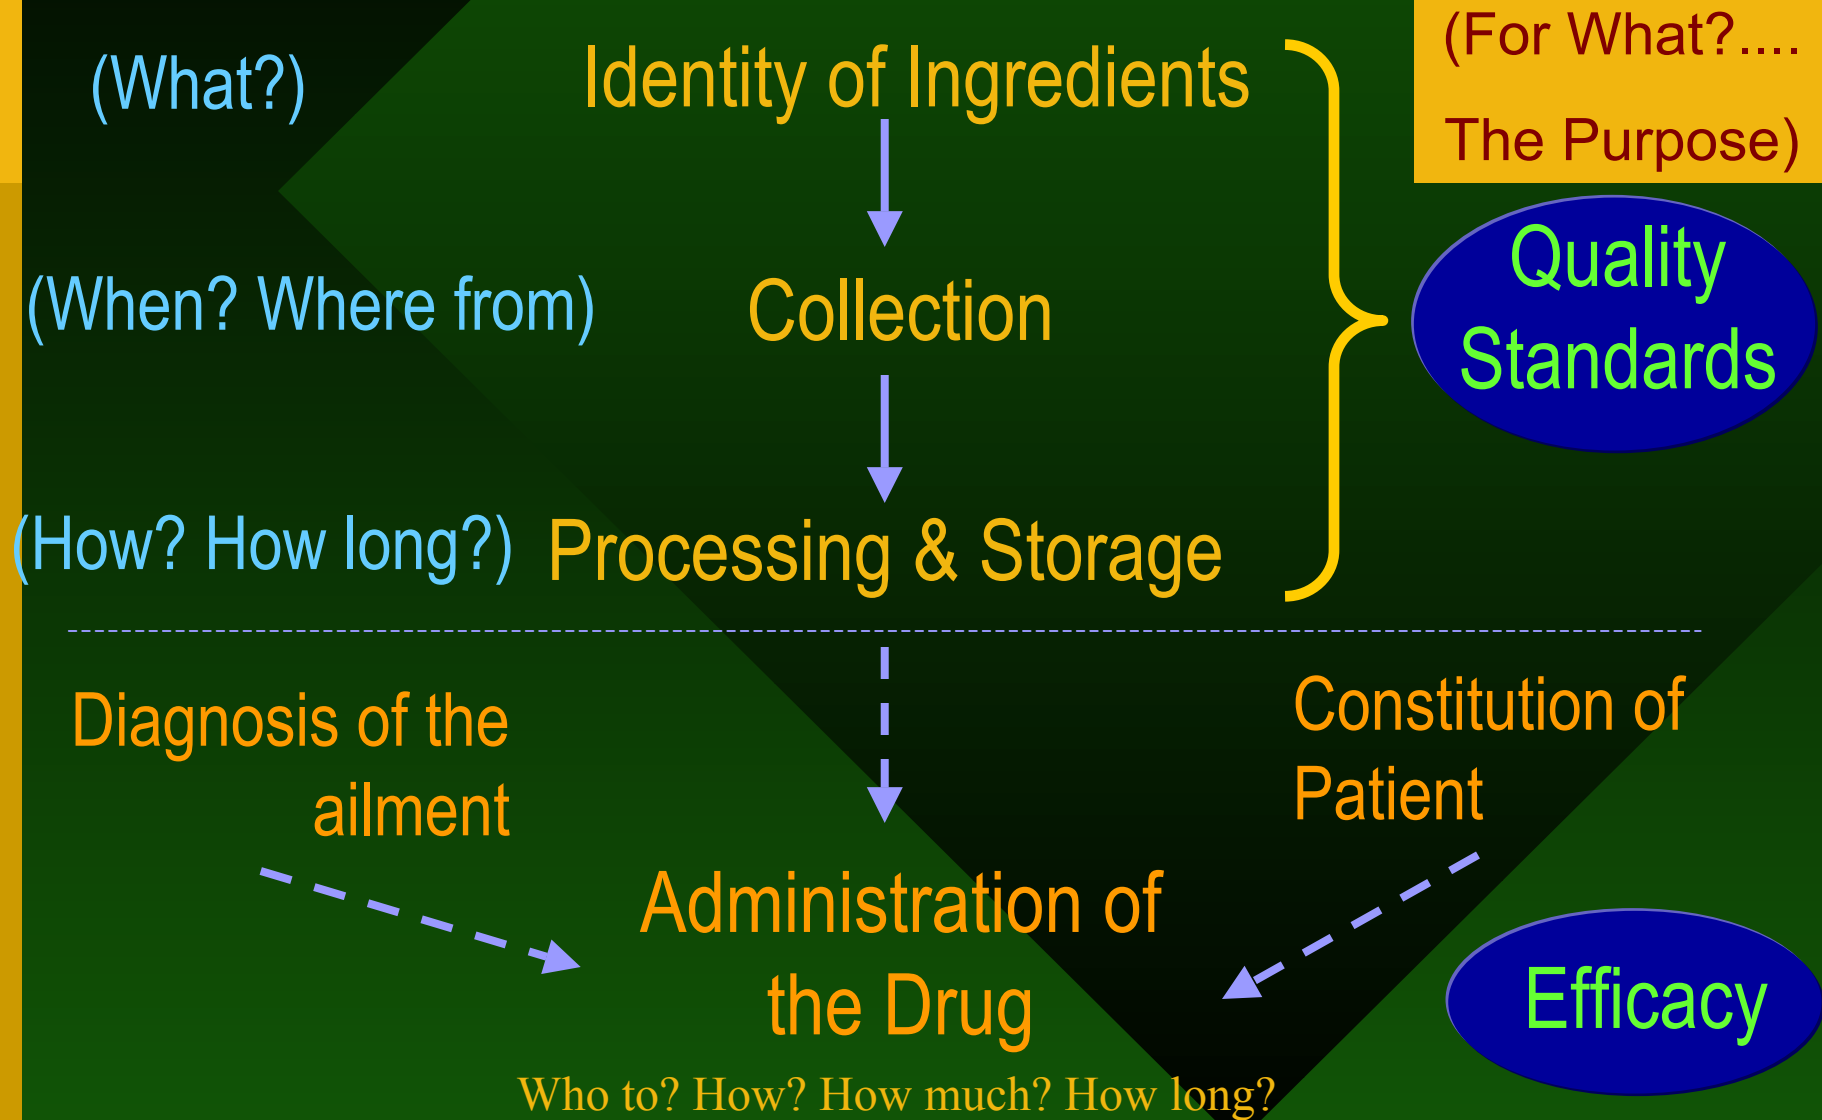 (What?)
Identity of Ingredients
(For What?....
The Purpose)
(When? Where from)
Collection
Quality
Standards
(How? How long?)
Processing & Storage
Diagnosis of the
ailment
Constitution of
Patient
Administration of
the Drug
Efficacy
Who to? How? How much? How long?